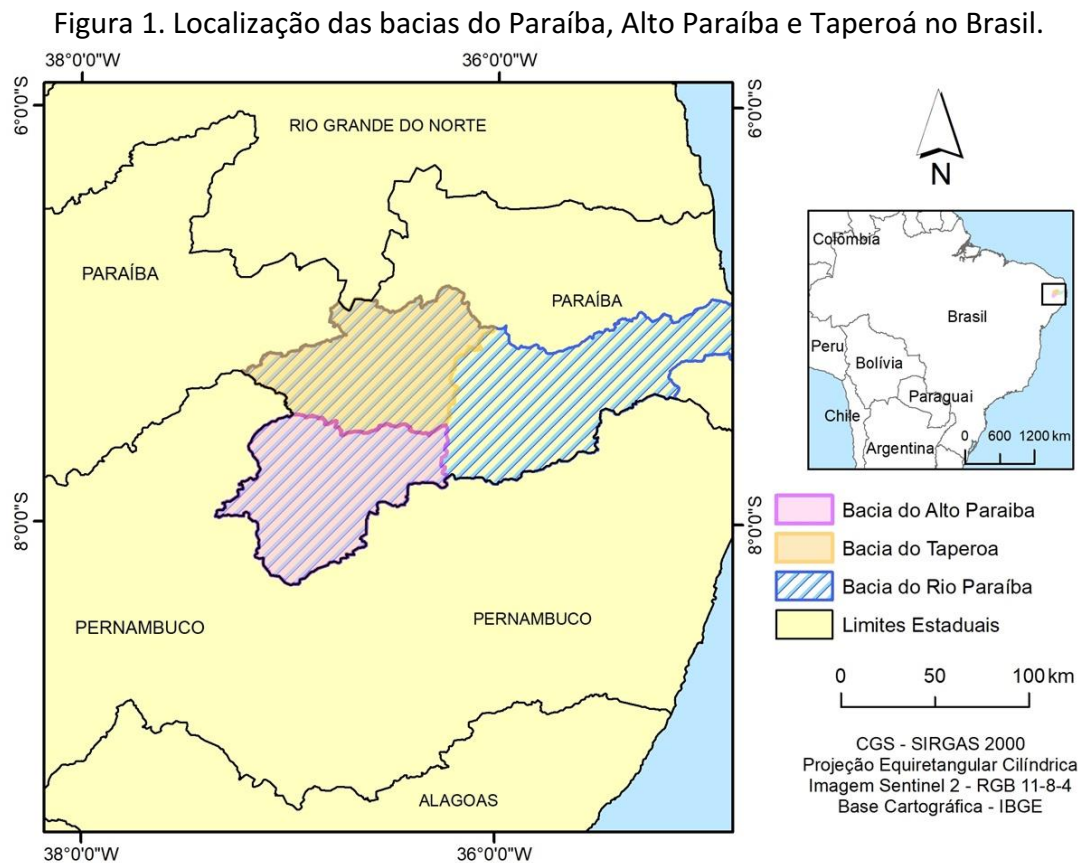 Figura 1. Localização das bacias do Paraíba, Alto Paraíba e Taperoá no Brasil.
38°0'0"W
36°0'0"W
6°0'0"S
6°0'0"S
RIO GRANDE DO NORTE
PARAÍBA
PARAÍBA
8°0'0"S
8°0'0"S
PERNAMBUCO
PERNAMBUCO
ALAGOAS
38°0'0"W
36°0'0"W
N
Colômbia
Brasil
Peru
Bolívia
Paraguai
Chile
Argentina
0 600 1200 km
Bacia do Alto Paraiba
Bacia do Taperoa
Bacia do Rio Paraíba
Limites Estaduais
0 50 100 km
CGS - SIRGAS 2000
Projeção Equiretangular Cilíndrica
Imagem Sentinel 2 - RGB 11-8-4
Base Cartográfica - IBGE